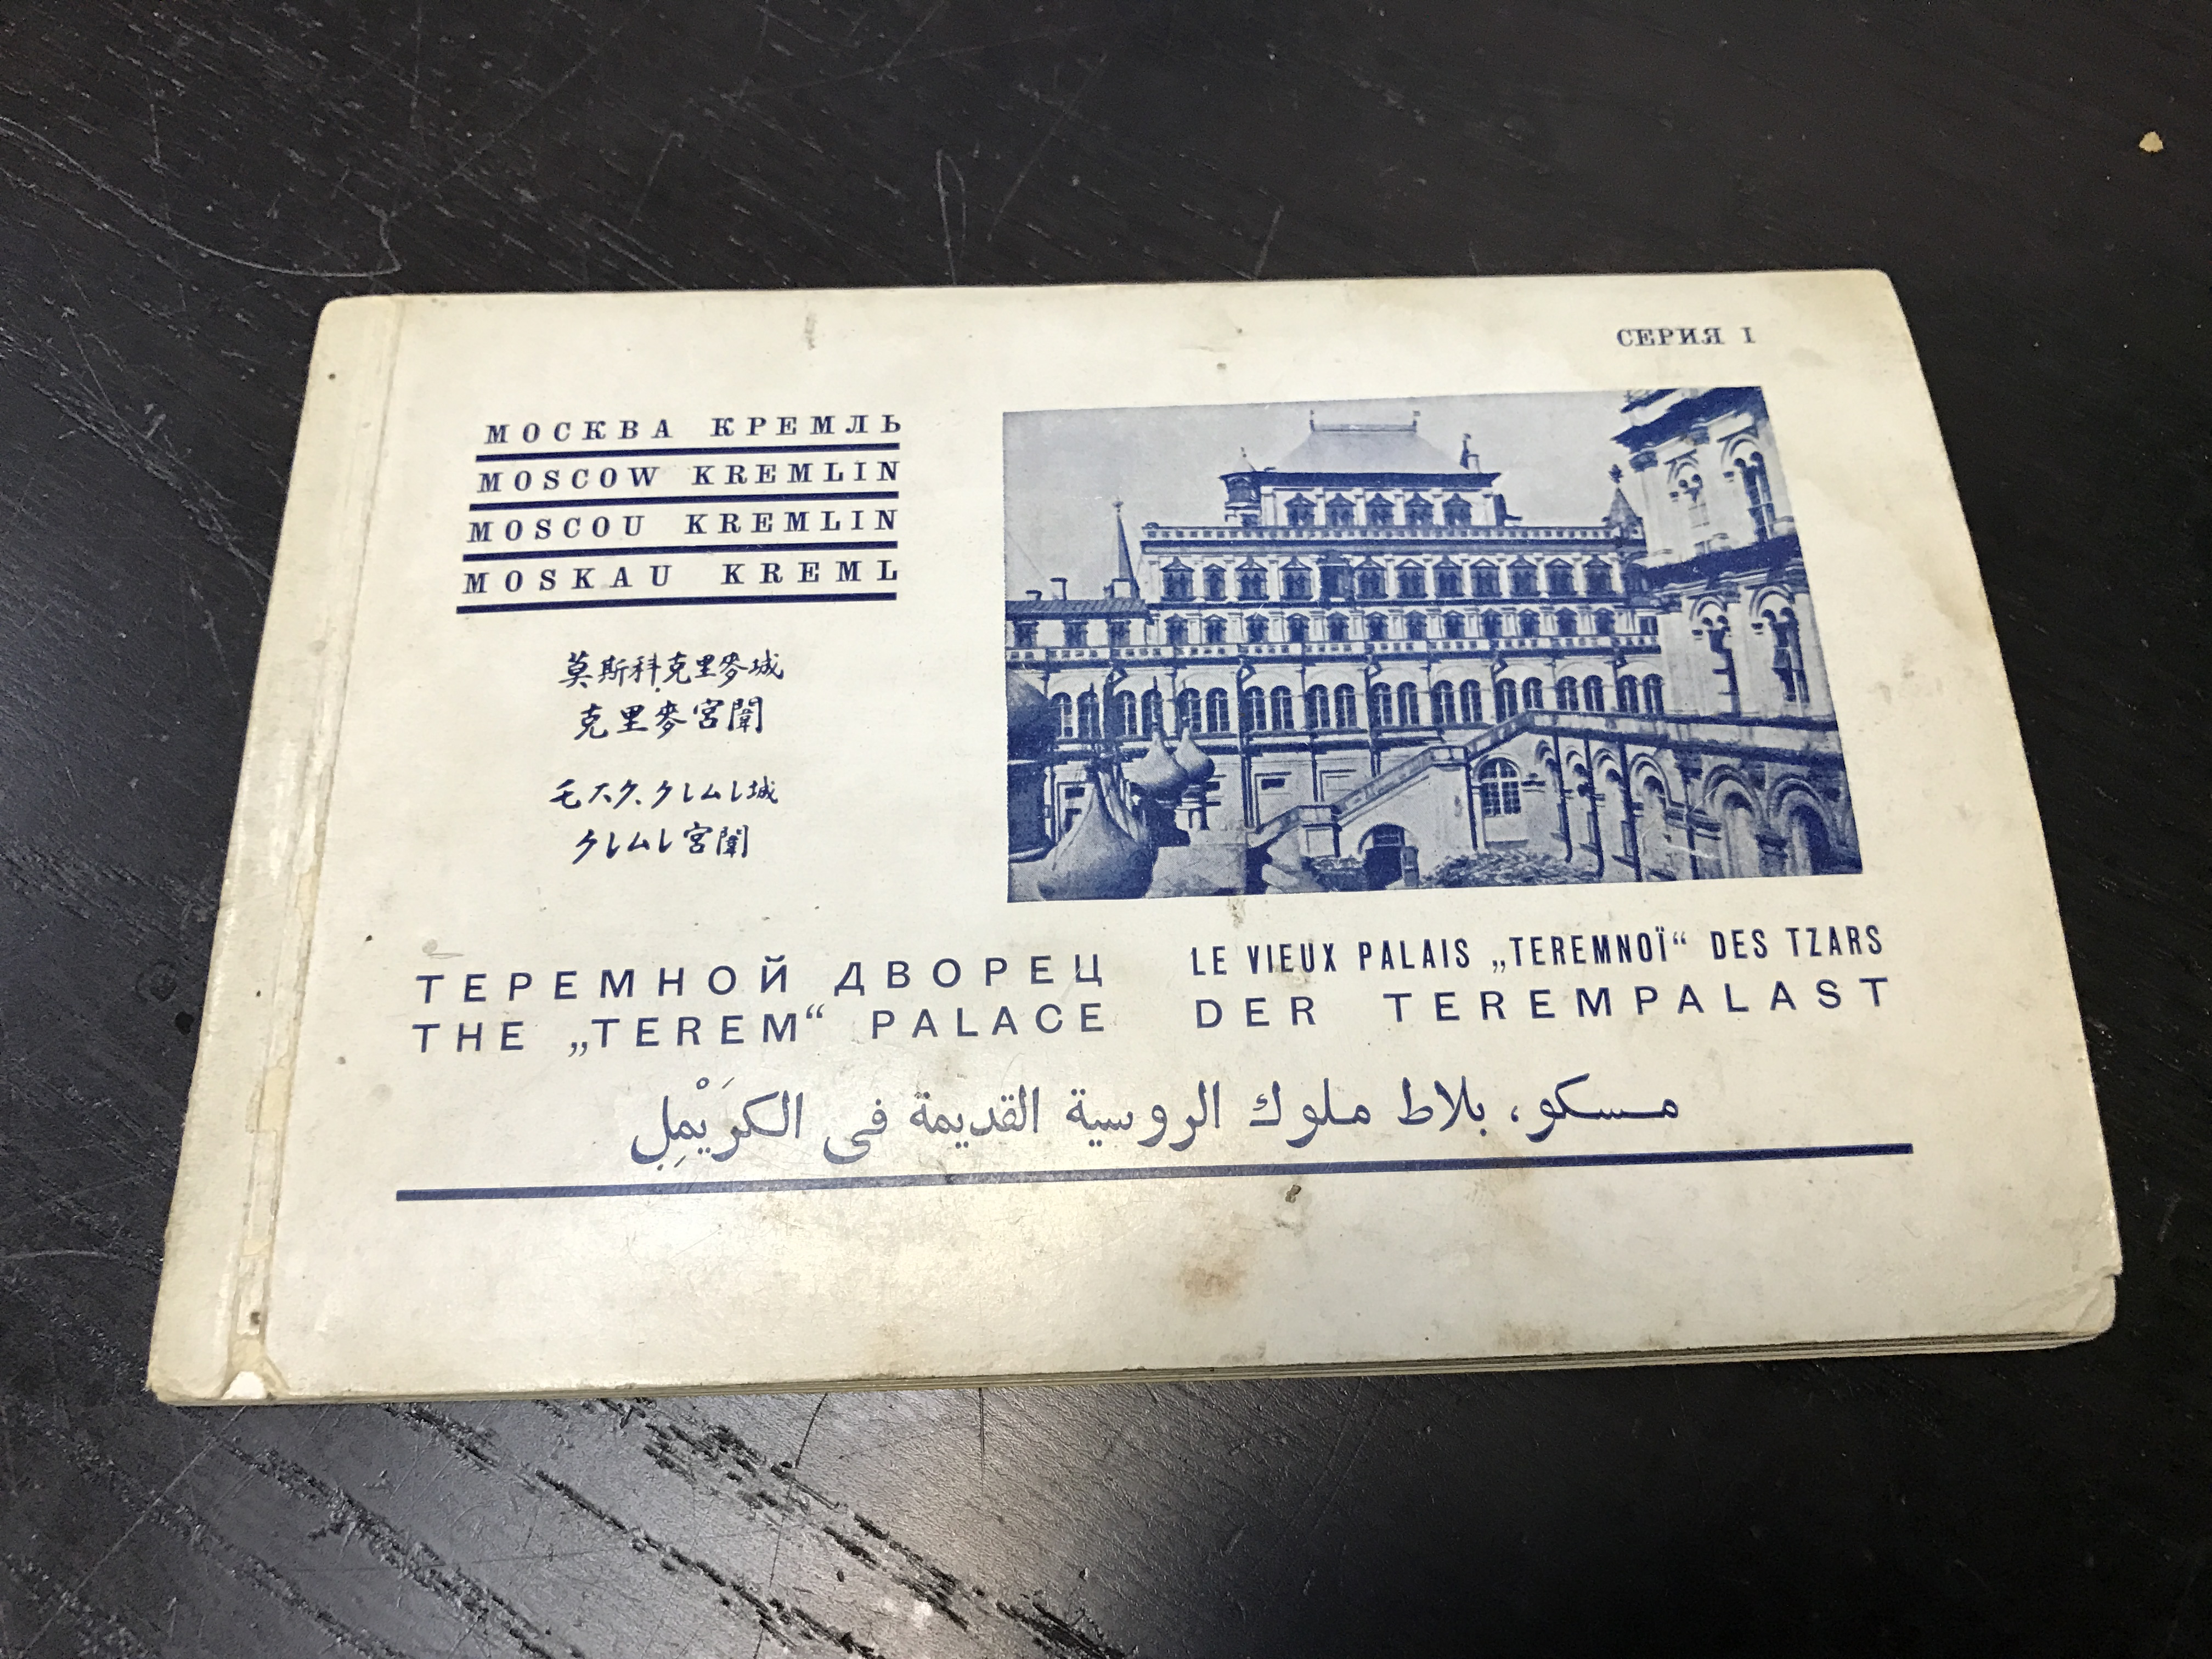 СЕРИЯ I
МОСКВА КРЕМЛЬ
MOSCOW KREMLIN
MOSCOU KREMLIN
MOSKAU KREML
莫斯科克里麥城
克里麥宮闈
モスク.クレムレ城
クレムレ宮闈
ТЕРЕМНОЙ ДВОРЕЦ
THE „TEREM“ PALACE
LE VIEUX PALAIS „TEREMNOÏ“ DES TZARS
DER TEREMPALAST
مسكو، بلاط ملوك الروسية القديمة فى الكرَيْمِلِ